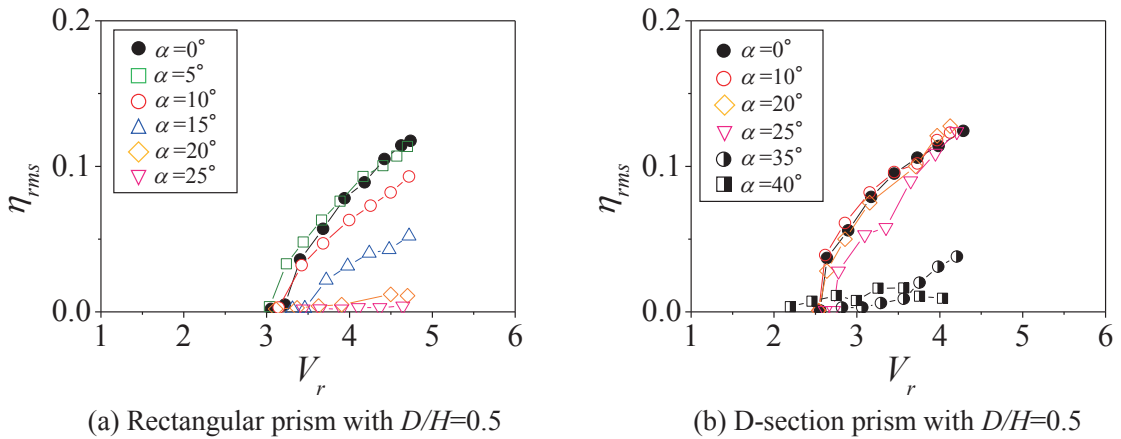 0.2
0.1
0.0
η_rms
α=0°
α=5°
α=10°
α=15°
α=20°
α=25°
1 2 3 4 5 6
V_r
(a) Rectangular prism with D/H=0.5
0.2
0.1
0.0
η_rms
α=0°
α=10°
α=20°
α=25°
α=35°
α=40°
1 2 3 4 5 6
V_r
(b) D-section prism with D/H=0.5